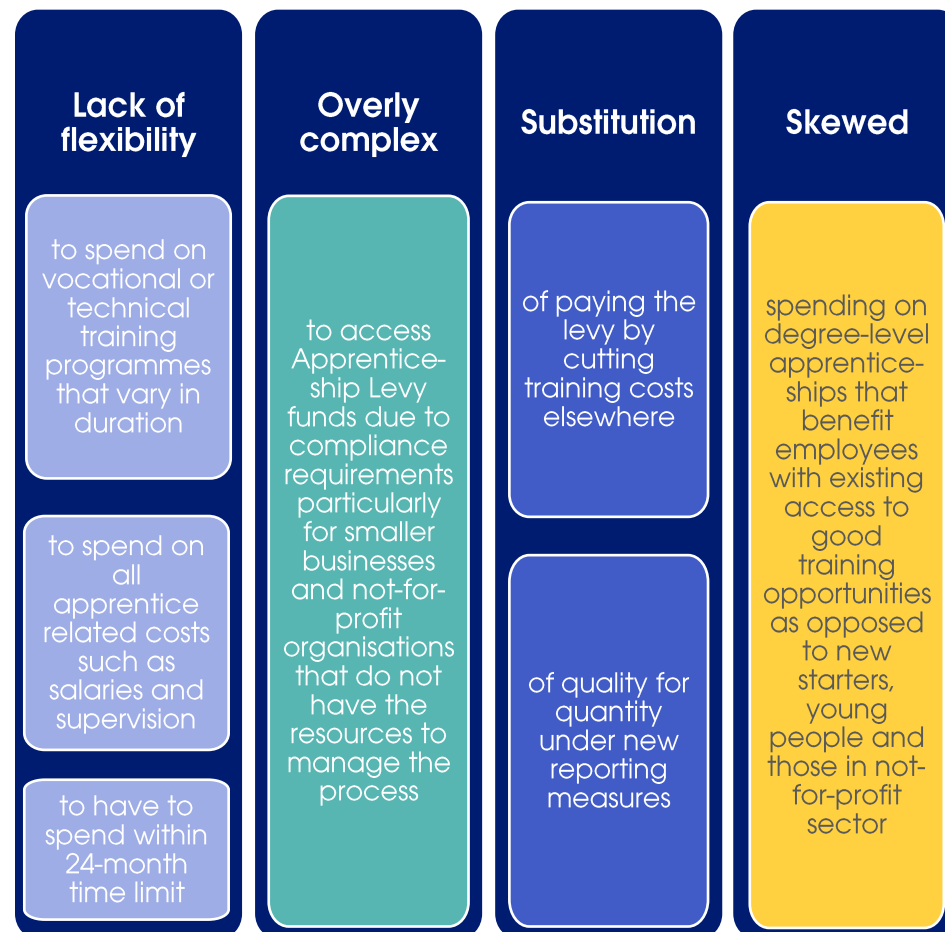 Lack of
flexibility
to spend on
vocational or
technical
training
programmes
that vary in
duration
to spend on
all
apprentice
related costs
such as
salaries and
supervision
to have to
spend within
24-month
time limit
Overly
complex
to access
Apprentice-
ship Levy
funds due to
compliance
requirements
particularly
for smaller
businesses
and not-for-
profit
organisations
that do not
have the
resources to
manage the
process
Substitution
of paying the
levy by
cutting
training costs
elsewhere
of quality for
quantity
under new
reporting
measures
Skewed
spending on
degree-level
apprentice-
ships that
benefit
employees
with existing
access to
good
training
opportunities
as opposed
to new
starters,
young
people and
those in not-
for-profit
sector